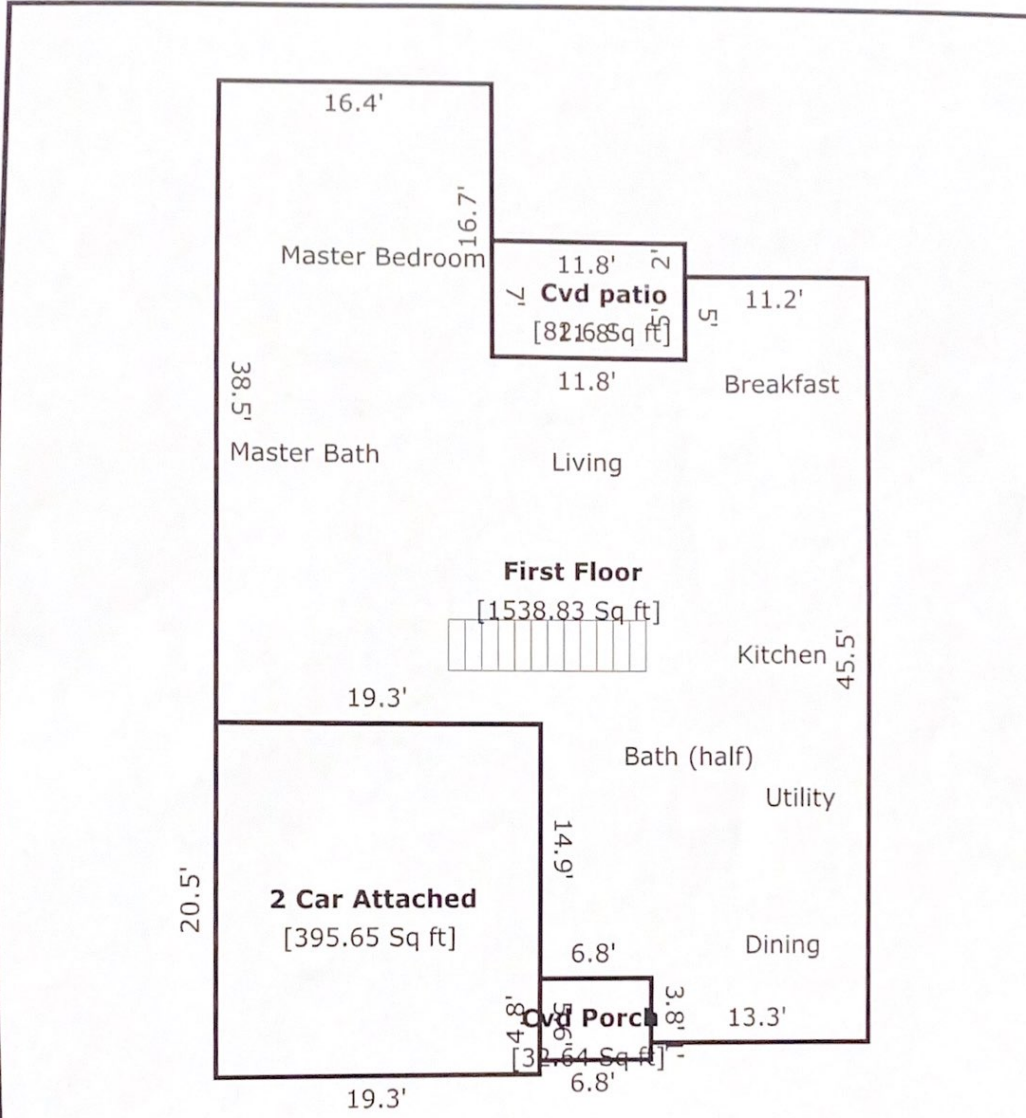 16.4'
16.7'
Master Bedroom
11.8'
2'
7'
Cvd patio
5'
11.2'
5'
11.8'
Breakfast
38.5'
Master Bath
Living
First Floor
[1538.83 Sq ft]
Kitchen
45.5'
19.3'
Bath (half)
Utility
14.9'
20.5'
2 Car Attached
[395.65 Sq ft]
6.8'
Dining
4.8'
5.6'
Cvd Porch
3.8'
13.3'
[32.64 Sq ft]
1'
6.8'
19.3'